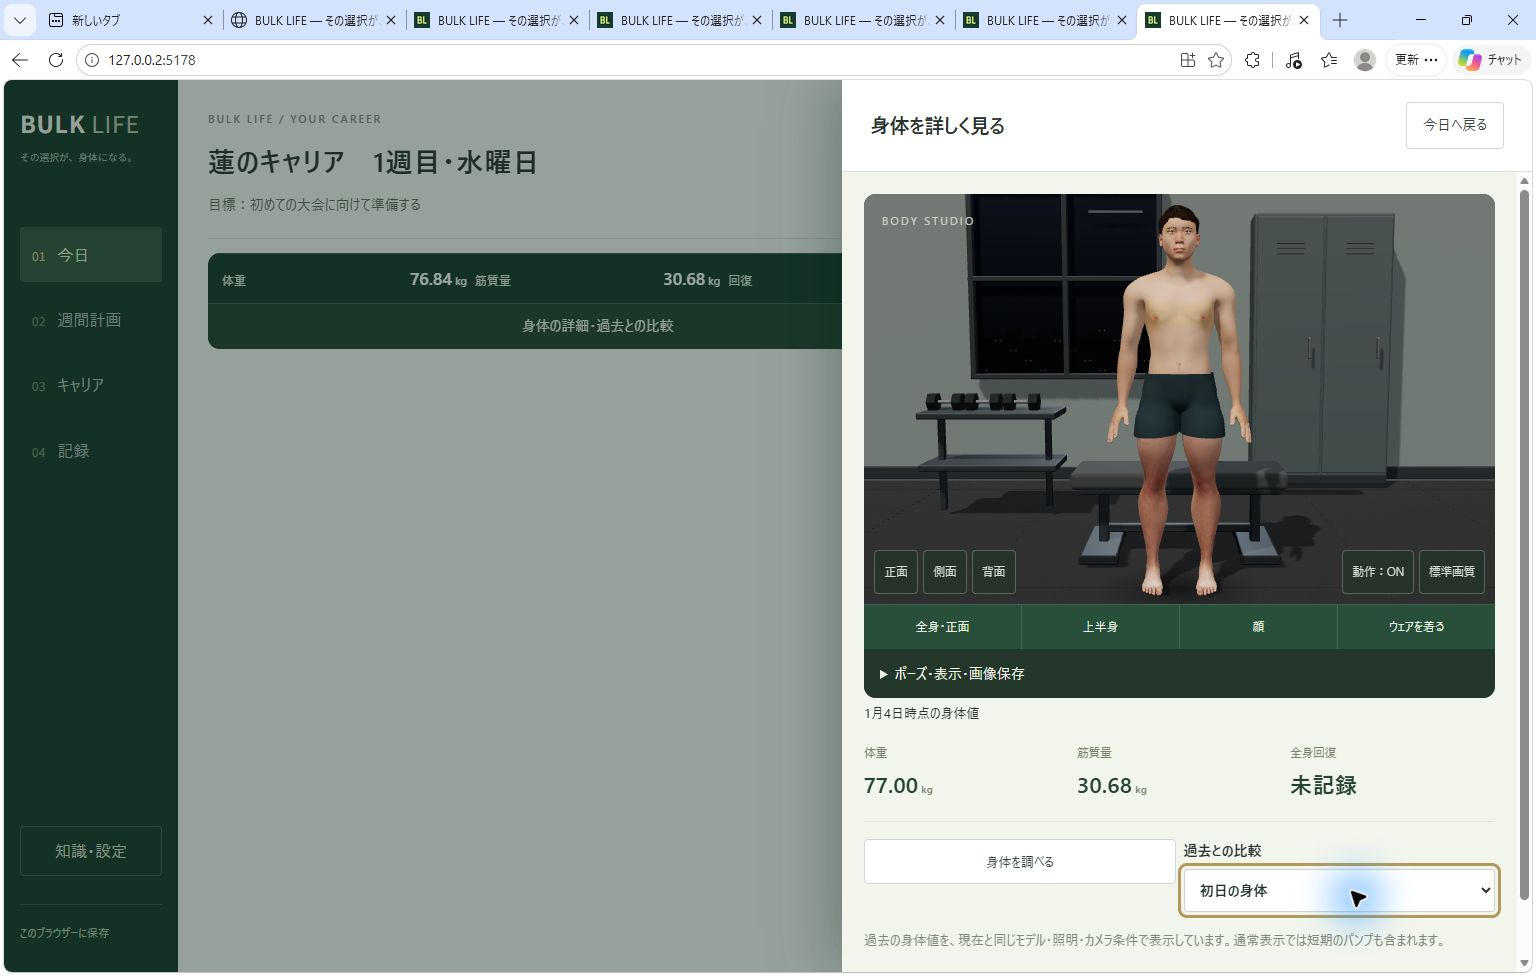 新しいタブ
BULK LIFE — その選択が
BL BULK LIFE — その選択が
BL BULK LIFE — その選択が
BL BULK LIFE — その選択が
BL BULK LIFE — その選択が
BL BULK LIFE — その選択が
127.0.0.2:5178
更新
チャット
BULK LIFE
その選択が、身体になる。
01 今日
02 週間計画
03 キャリア
04 記録
知識・設定
このブラウザーに保存
BULK LIFE / YOUR CAREER
蓮のキャリア 1週目・水曜日
目標：初めての大会に向けて準備する
体重 76.84 kg 筋質量 30.68 kg 回復
身体の詳細・過去との比較
身体を詳しく見る
今日へ戻る
BODY STUDIO
正面 側面 背面 動作：ON 標準画質
全身・正面 上半身 顔 ウェアを着る
▶ ポーズ・表示・画像保存
1月4日時点の身体値
体重 筋質量 全身回復
77.00 kg 30.68 kg 未記録
身体を調べる
過去との比較
初日の身体
過去の身体値を、現在と同じモデル・照明・カメラ条件で表示しています。通常表示では短期のパンプも含まれます。